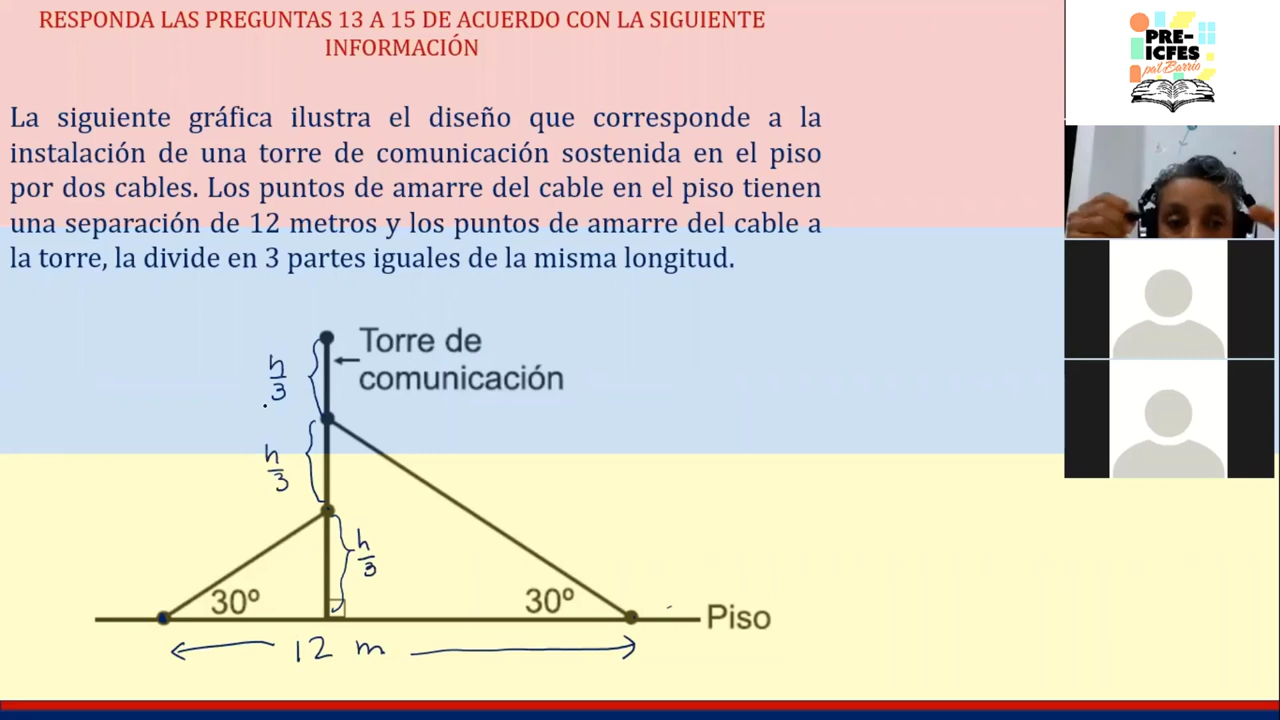 RESPONDA LAS PREGUNTAS 13 A 15 DE ACUERDO CON LA SIGUIENTE
INFORMACIÓN
La siguiente gráfica ilustra el diseño que corresponde a la
instalación de una torre de comunicación sostenida en el piso
por dos cables. Los puntos de amarre del cable en el piso tienen
una separación de 12 metros y los puntos de amarre del cable a
la torre, la divide en 3 partes iguales de la misma longitud.
Torre de
comunicación
h/3
h/3
h/3
30º
30º
Piso
12 m
PRE-
ICFES
pa'l Barrio